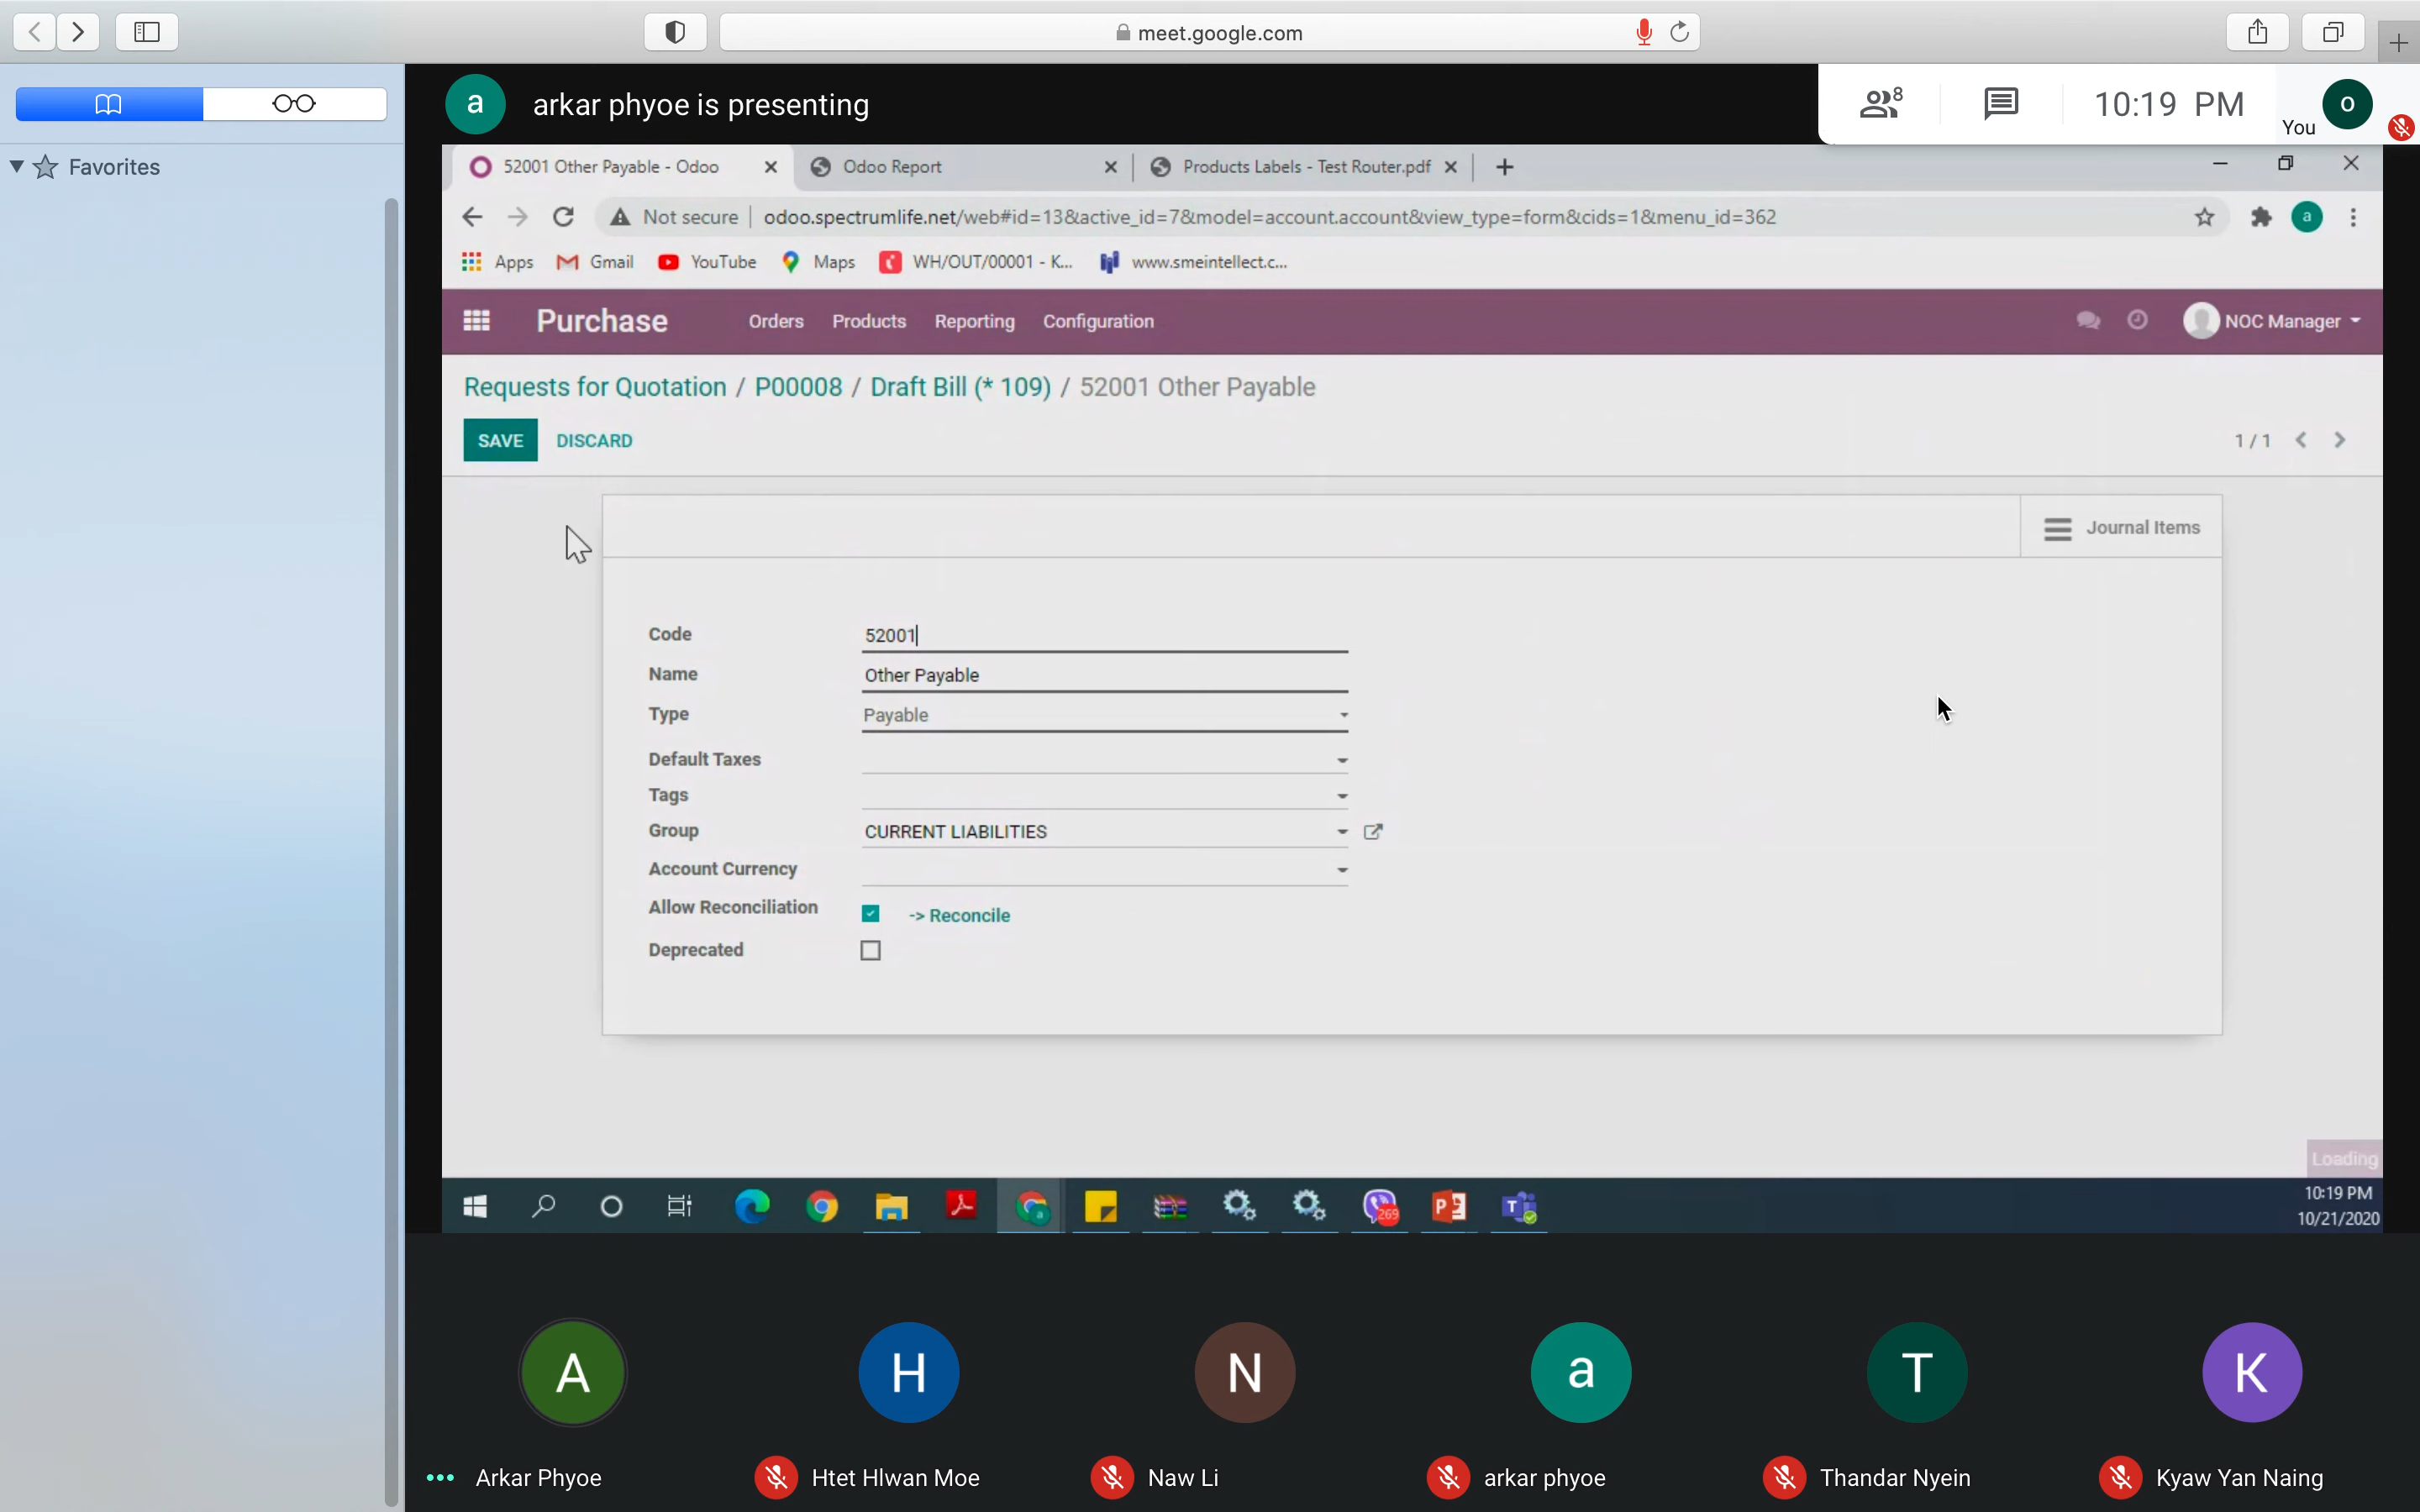 meet.google.com
Favorites
a
arkar phyoe is presenting
8
10:19 PM
You
o
52001 Other Payable - Odoo
Odoo Report
Products Labels - Test Router.pdf
Not secure
odoo.spectrumlife.net/web#id=13&active_id=7&model=account.account&view_type=form&cids=1&menu_id=362
a
Apps
Gmail
YouTube
Maps
WH/OUT/00001 - K...
www.smeintellect.c...
Purchase
Orders
Products
Reporting
Configuration
NOC Manager
Requests for Quotation / P00008 / Draft Bill (* 109) / 52001 Other Payable
SAVE
DISCARD
1 / 1
Journal Items
Code
52001
Name
Other Payable
Type
Payable
Default Taxes
Tags
Group
CURRENT LIABILITIES
Account Currency
Allow Reconciliation
-> Reconcile
Deprecated
Loading
a
269
P
T
10:19 PM
10/21/2020
A
H
N
a
T
K
Arkar Phyoe
Htet Hlwan Moe
Naw Li
arkar phyoe
Thandar Nyein
Kyaw Yan Naing